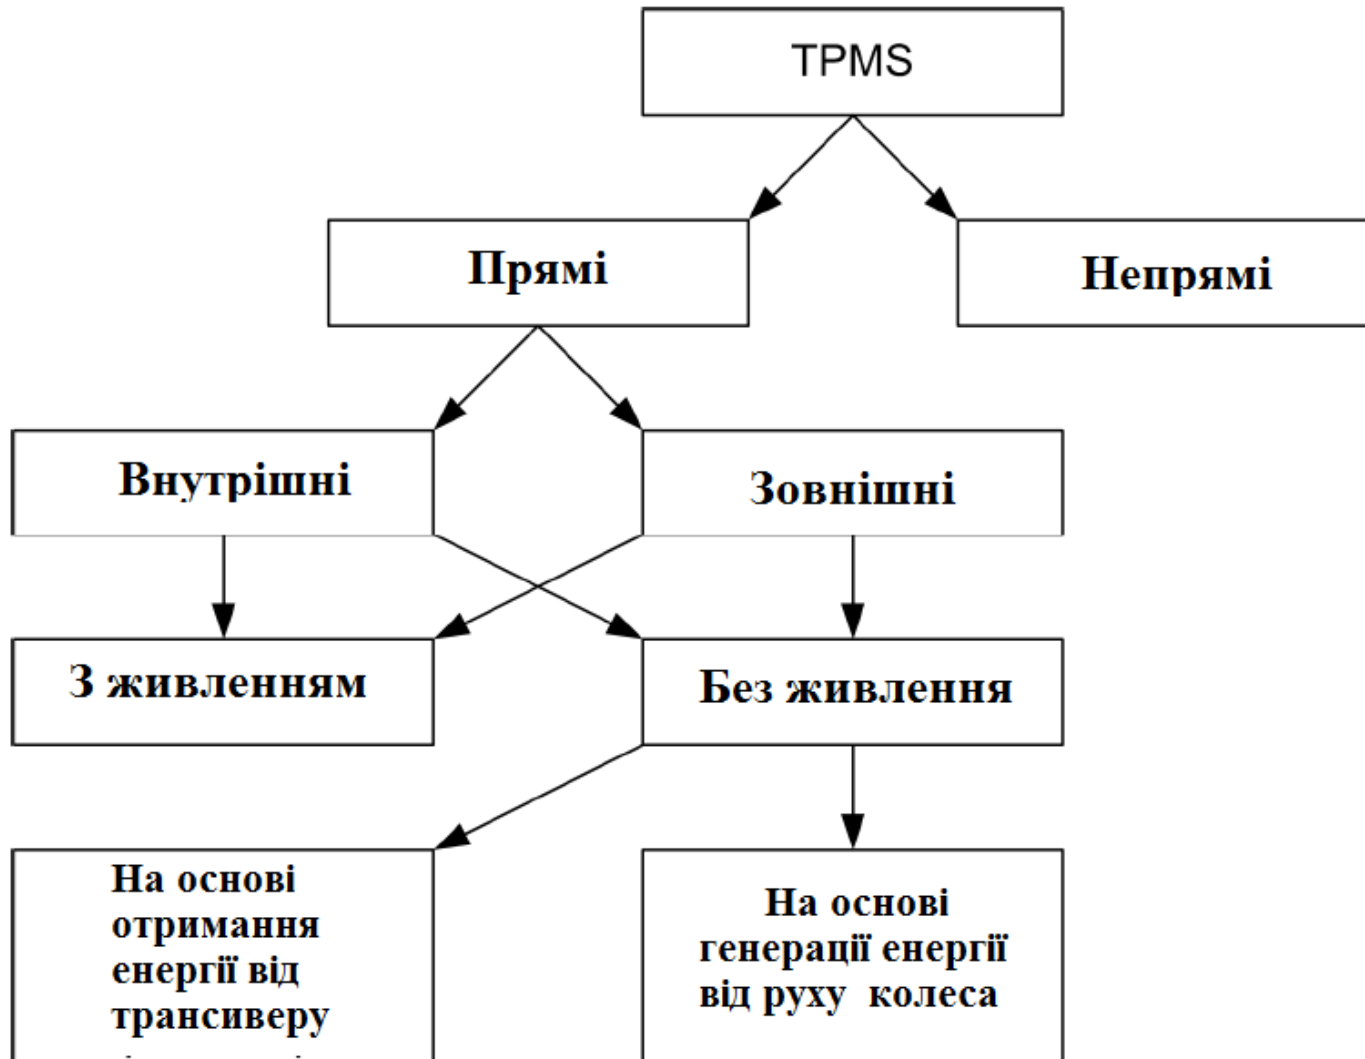 TPMS
Прямі
Непрямі
Внутрішні
Зовнішні
З живленням
Без живлення
На основі
отримання
енергії від
трансиверу
На основі
генерації енергії
від руху колеса